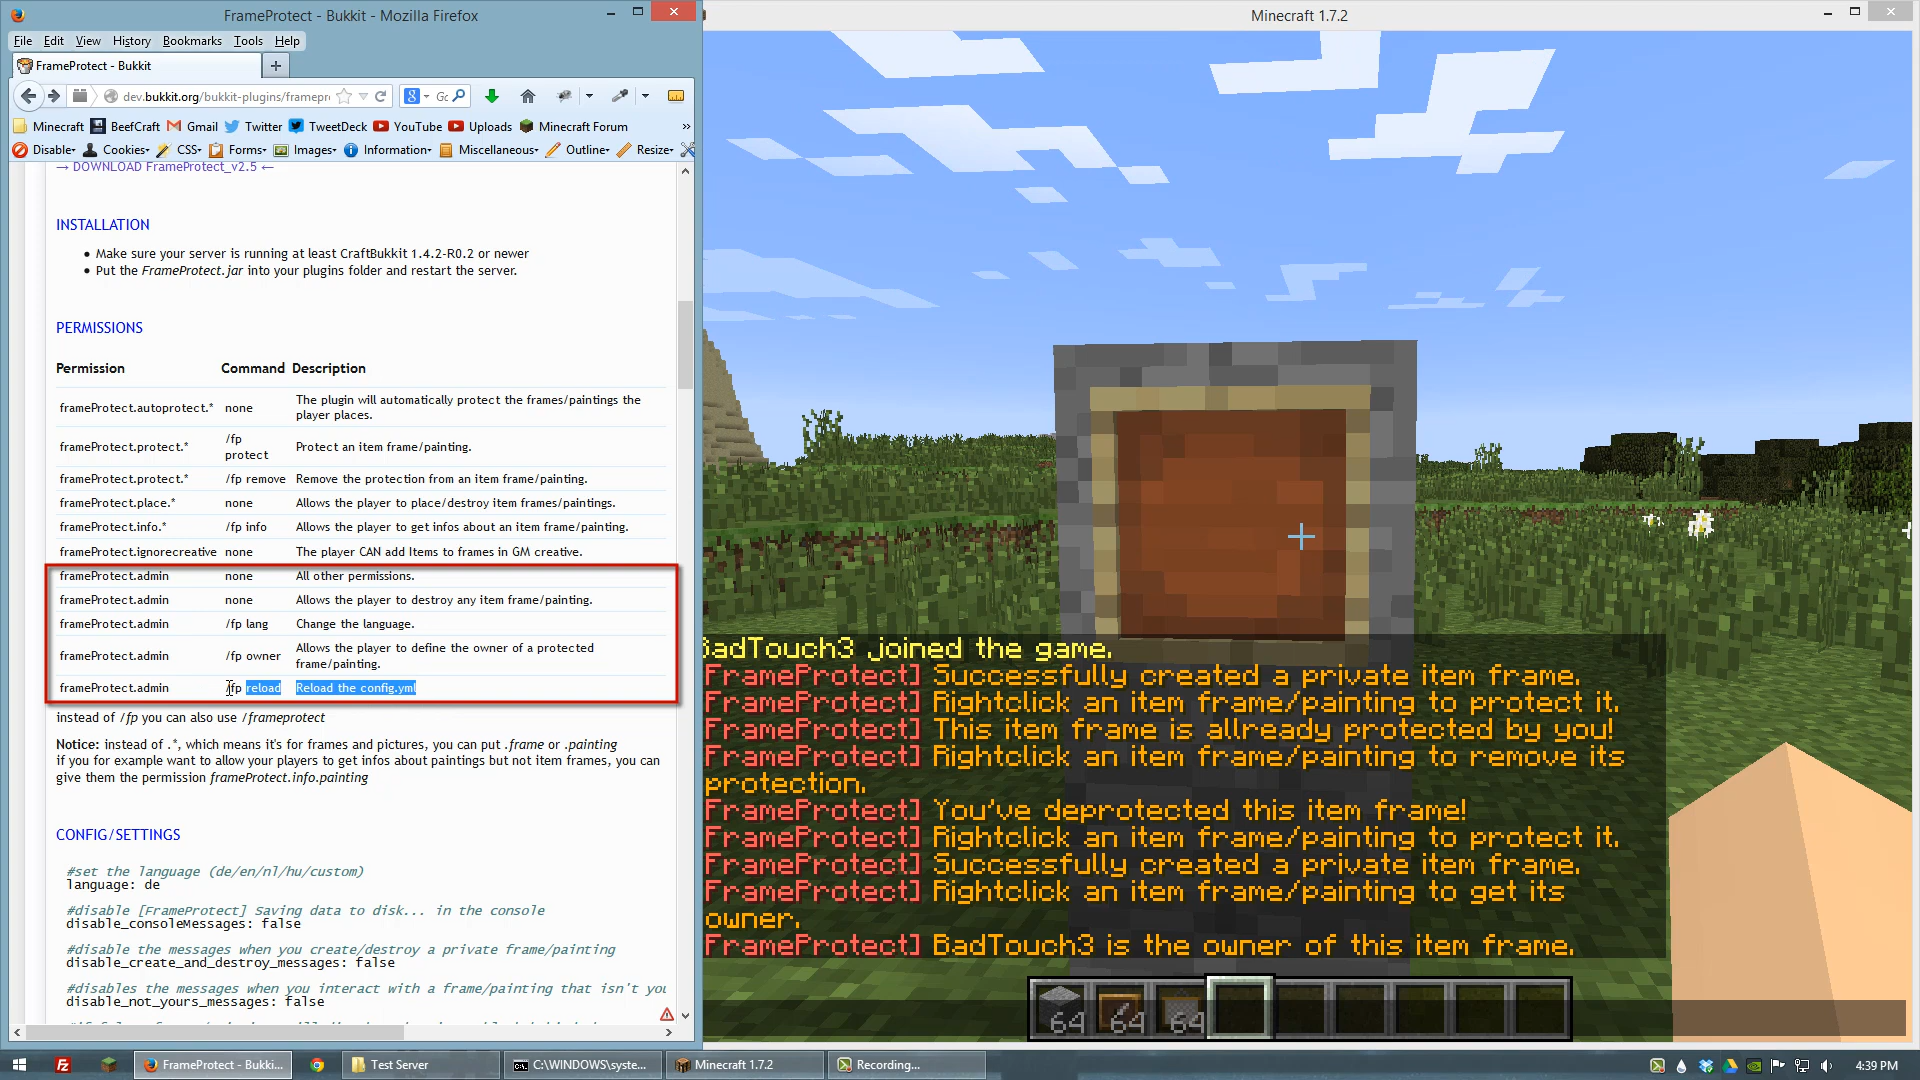 FrameProtect - Bukkit - Mozilla Firefox
Minecraft 1.7.2
File Edit View History Bookmarks Tools Help
FrameProtect - Bukkit
dev.bukkit.org/bukkit-plugins/framepr
Minecraft BeefCraft Gmail Twitter TweetDeck YouTube Uploads Minecraft Forum »
Disable Cookies CSS Forms Images Information Miscellaneous Outline Resize
→ DOWNLOAD FrameProtect_v2.5 ←
INSTALLATION
• Make sure your server is running at least CraftBukkit 1.4.2-R0.2 or newer
• Put the FrameProtect.jar into your plugins folder and restart the server.
PERMISSIONS
Permission Command Description
frameProtect.autoprotect.* none The plugin will automatically protect the frames/paintings the
player places.
frameProtect.protect.* /fp protect Protect an item frame/painting.
frameProtect.protect.* /fp remove Remove the protection from an item frame/painting.
frameProtect.place.* none Allows the player to place/destroy item frames/paintings.
frameProtect.info.* /fp info Allows the player to get infos about an item frame/painting.
frameProtect.ignorecreative none The player CAN add Items to frames in GM creative.
frameProtect.admin none All other permissions.
frameProtect.admin none Allows the player to destroy any item frame/painting.
frameProtect.admin /fp lang Change the language.
frameProtect.admin /fp owner Allows the player to define the owner of a protected
frame/painting.
frameProtect.admin /fp reload Reload the config.yml
instead of /fp you can also use /frameprotect
Notice: instead of .*, which means it's for frames and pictures, you can put .frame or .painting
if you for example want to allow your players to get infos about paintings but not item frames, you can
give them the permission frameProtect.info.painting
CONFIG/SETTINGS
#set the language (de/en/nl/hu/custom)
language: de
#disable [FrameProtect] Saving data to disk... in the console
disable_consoleMessages: false
#disable the messages when you create/destroy a private frame/painting
disable_create_and_destroy_messages: false
#disables the messages when you interact with a frame/painting that isn't you
disable_not_yours_messages: false
BadTouch3 joined the game.
FrameProtect] Successfully created a private item frame.
FrameProtect] Rightclick an item frame/painting to protect it.
FrameProtect] This item frame is allready protected by you!
FrameProtect] Rightclick an item frame/painting to remove its
protection.
FrameProtect] You've deprotected this item frame!
FrameProtect] Rightclick an item frame/painting to protect it.
FrameProtect] Successfully created a private item frame.
FrameProtect] Rightclick an item frame/painting to get its
owner.
FrameProtect] BadTouch3 is the owner of this item frame.
64 64 64
FrameProtect - Bukki... Test Server C:\WINDOWS\syste... Minecraft 1.7.2 Recording... 4:39 PM